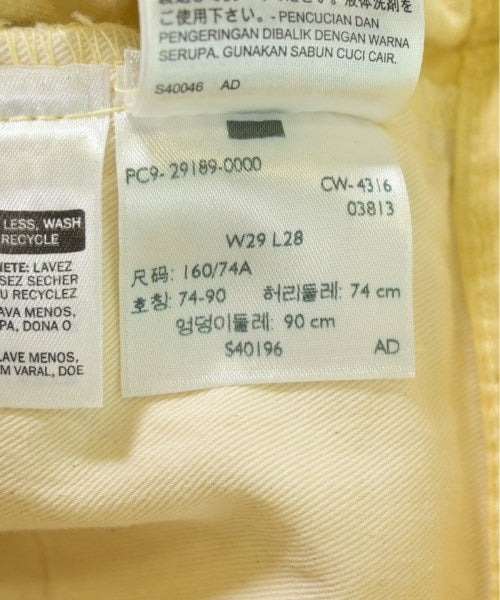 ご使用下さい。- PENCUCIAN DAN
PENGERINGAN DIBALIK DENGAN WARNA
SERUPA. GUNAKAN SABUN CUCI CAIR.
S40046 AD
PC9- 29189-0000
CW-4316
03813
W29 L28
尺码: 160/74A
호칭: 74-90 허리둘레: 74 cm
엉덩이둘레: 90 cm
S40196 AD
LESS, WASH
RECYCLE
NETE: LAVEZ
SEZ SECHER
U RECYCLEZ
AVA MENOS,
PA, DONA O
LAVE MENOS,
M VARAL, DOE